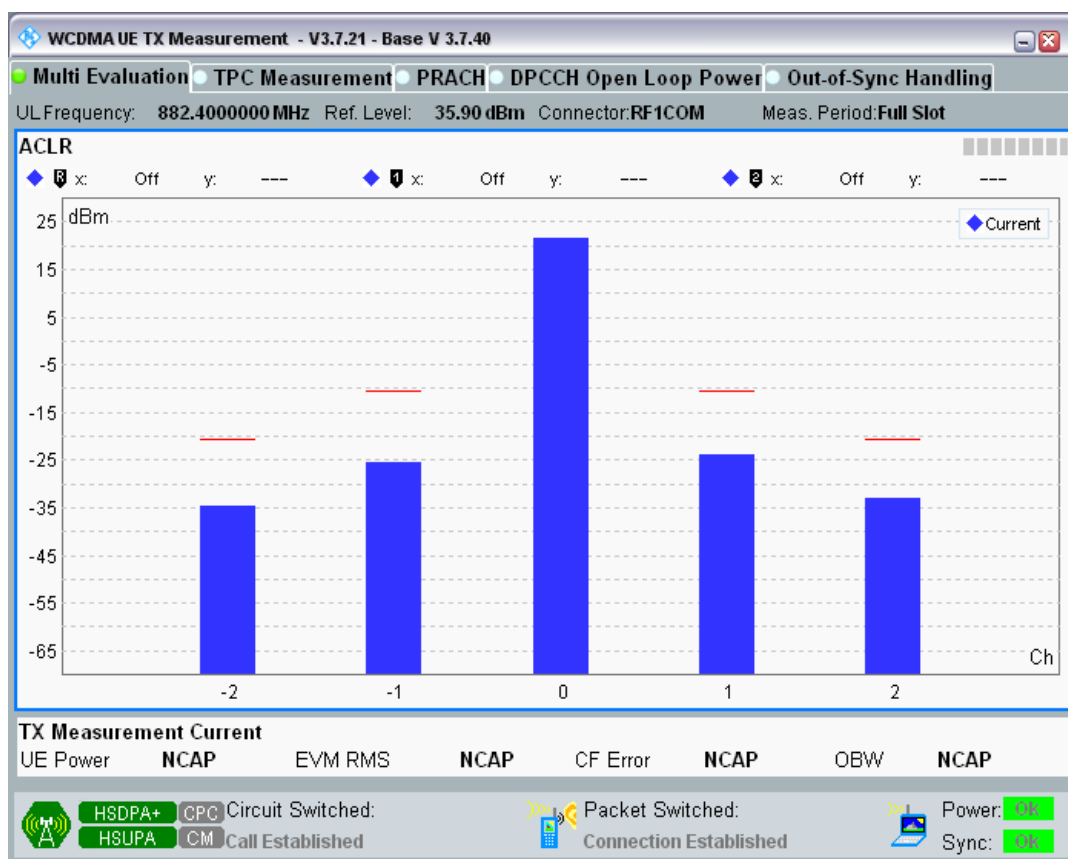 WCDMA UE TX Measurement - V3.7.21 - Base V 3.7.40
Multi Evaluation TPC Measurement PRACH DPCCH Open Loop Power Out-of-Sync Handling
UL Frequency: 882.4000000 MHz Ref. Level: 35.90 dBm Connector: RF1COM Meas. Period: Full Slot
ACLR
R x: Off y: --- 1 x: Off y: --- 2 x: Off y: ---
25 dBm
Current
15
5
-5
-15
-25
-35
-45
-55
-65
Ch
-2 -1 0 1 2
TX Measurement Current
UE Power NCAP EVM RMS NCAP CF Error NCAP OBW NCAP
HSDPA+ CPC Circuit Switched: Packet Switched: Power: OK
HSUPA CM Call Established Connection Established Sync: OK